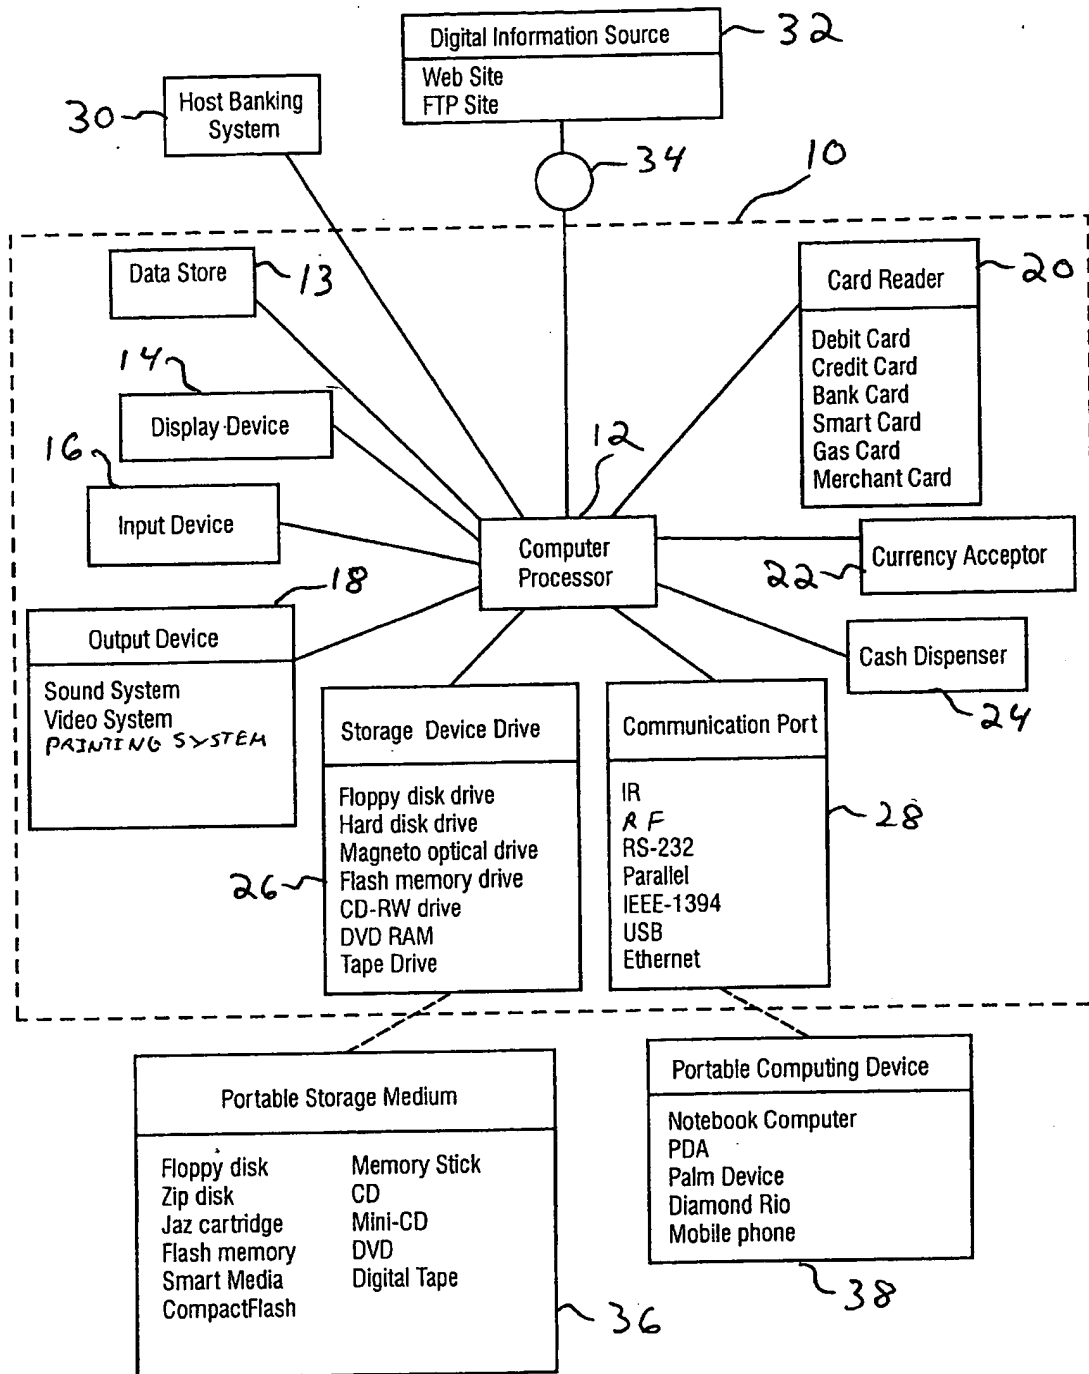 Digital Information Source
32
Web Site
FTP Site
Host Banking
System
30
34
10
Data Store
13
Card Reader
20
Debit Card
Credit Card
Bank Card
Smart Card
Gas Card
Merchant Card
14
Display Device
16
Input Device
12
Computer
Processor
Currency Acceptor
22
18
Output Device
Sound System
Video System
PRINTING SYSTEM
Cash Dispenser
24
Storage Device Drive
Floppy disk drive
Hard disk drive
Magneto optical drive
Flash memory drive
CD-RW drive
DVD RAM
Tape Drive
26
Communication Port
IR
RF
RS-232
Parallel
IEEE-1394
USB
Ethernet
28
Portable Storage Medium
Floppy disk
Zip disk
Jaz cartridge
Flash memory
Smart Media
CompactFlash
Memory Stick
CD
Mini-CD
DVD
Digital Tape
36
Portable Computing Device
Notebook Computer
PDA
Palm Device
Diamond Rio
Mobile phone
38